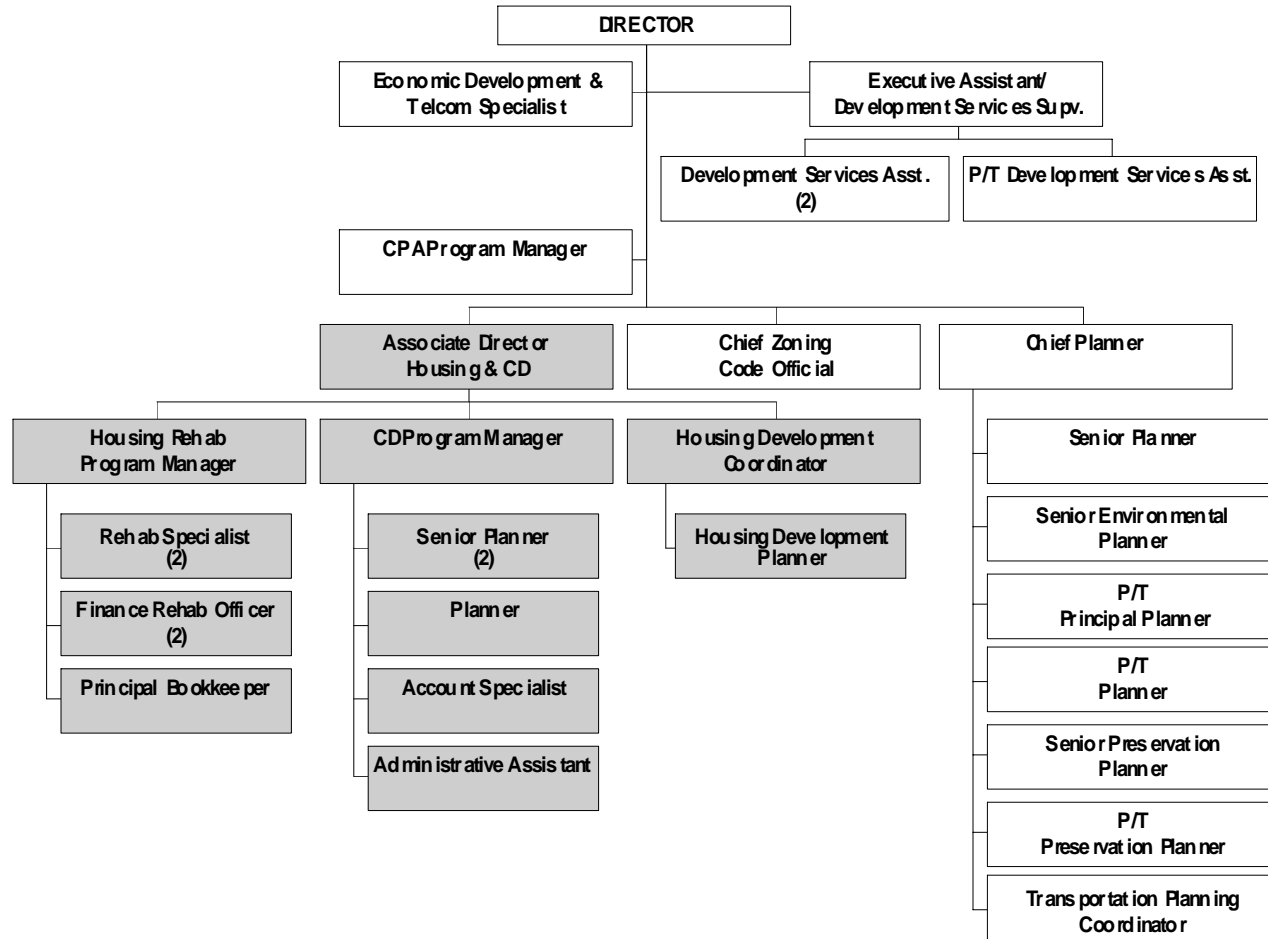 DIRECTOR
Economic Development &
Telcom Specialist
Executive Assistant/
Development Services Supv.
Development Services Asst.
(2)
P/T Development Services Asst.
CPA Program Manager
Associate Director
Housing & CD
Chief Zoning
Code Official
Chief Planner
Housing Rehab
Program Manager
CD Program Manager
Housing Development
Coordinator
Rehab Specialist
(2)
Finance Rehab Officer
(2)
Principal Bookkeeper
Senior Planner
(2)
Planner
Account Specialist
Administrative Assistant
Housing Development
Planner
Senior Planner
Senior Environmental
Planner
P/T
Principal Planner
P/T
Planner
Senior Preservation
Planner
P/T
Preservation Planner
Transportation Planning
Coordinator